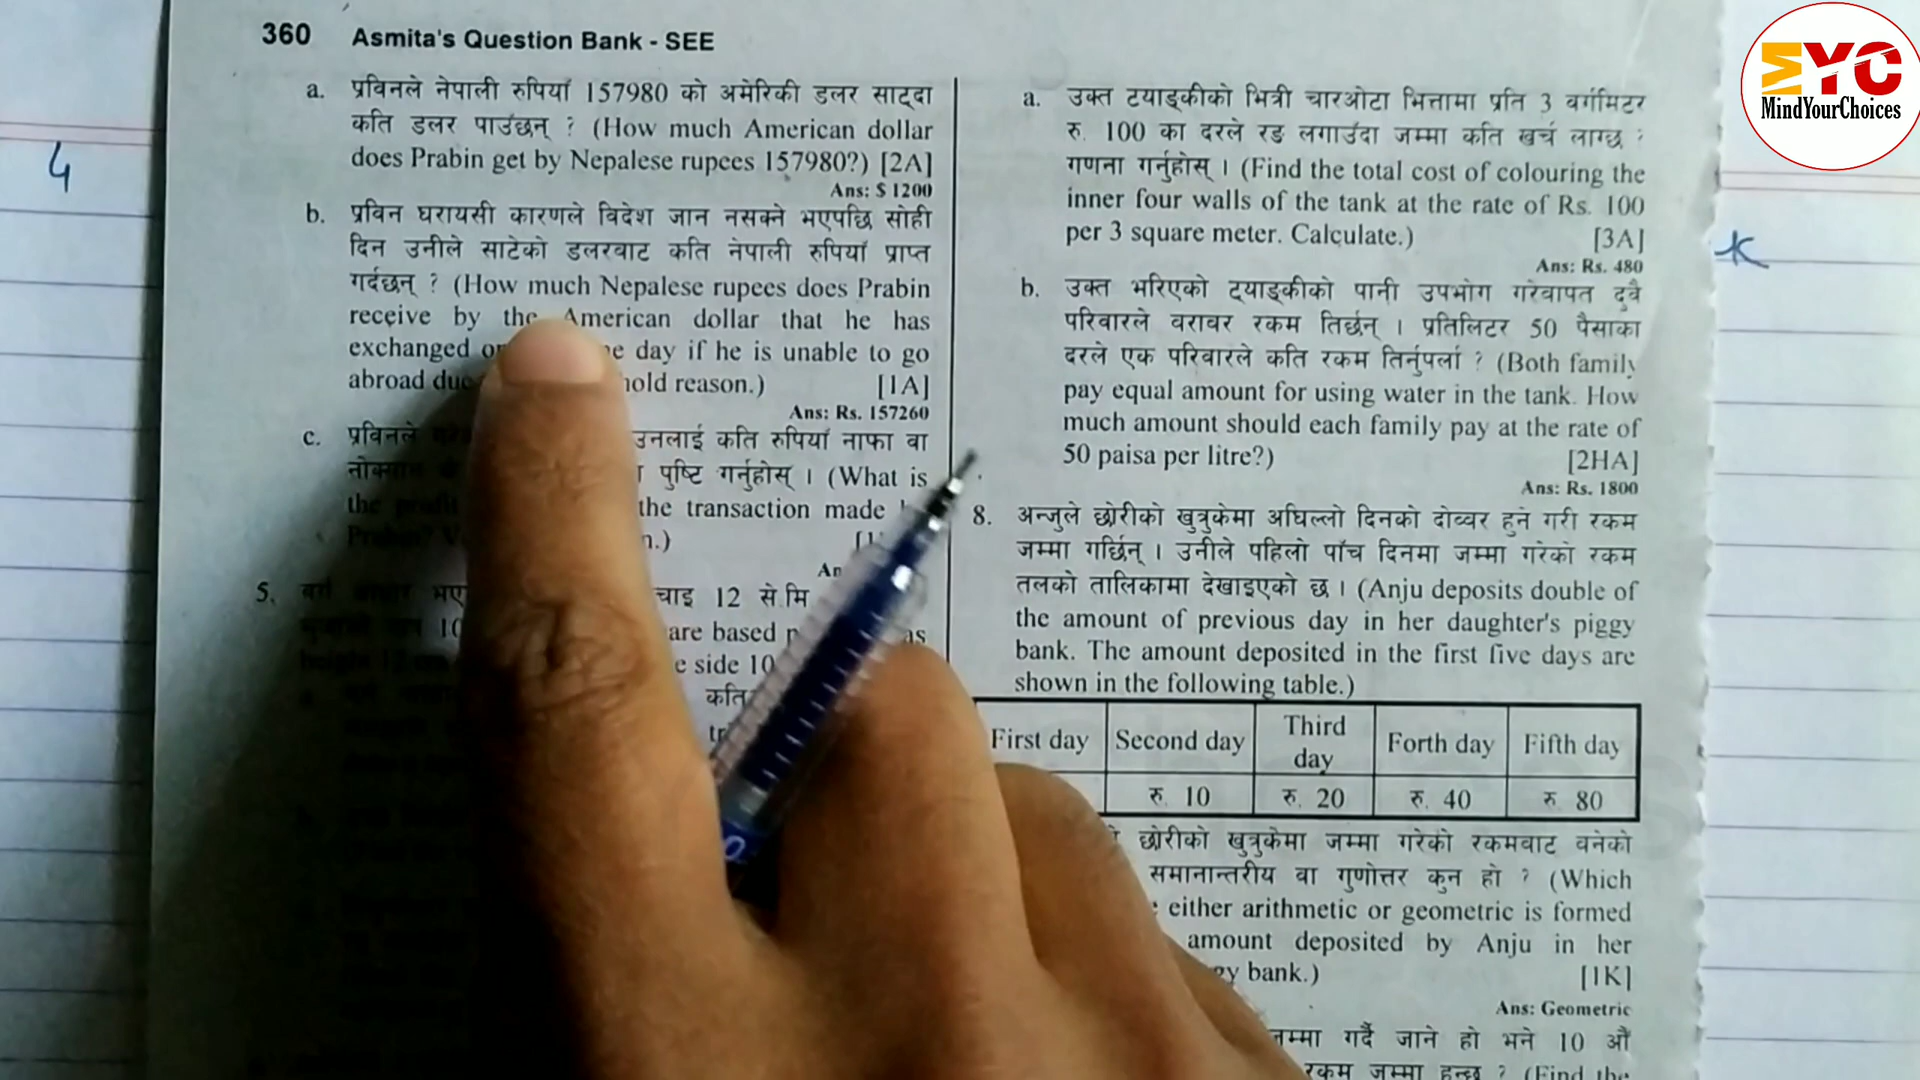 360 Asmita's Question Bank - SEE
a. प्रविनले नेपाली रुपियाँ 157980 को अमेरिकी डलर साट्दा
कति डलर पाउँछन् ? (How much American dollar
does Prabin get by Nepalese rupees 157980?) [2A]
Ans: $ 1200
b. प्रविन घरायसी कारणले विदेश जान नसक्ने भएपछि सोही
दिन उनीले साटेको डलरबाट कति नेपाली रुपियाँ प्राप्त
गर्दछन् ? (How much Nepalese rupees does Prabin
receive by the American dollar that he has
exchanged day if he is unable to go
abroad hold reason.) [1A]
Ans: Rs. 157260
c. प्रविनले उनलाई कति रुपियाँ नाफा वा
पुष्टि गर्नुहोस् । (What is
the profit the transaction made
5. 12 से.मि
are based
e side 10
कति
a. उक्त टयाङ्कीको भित्री चारओटा भित्तामा प्रति 3 वर्गमिटर
रु. 100 का दरले रङ लगाउँदा जम्मा कति खर्च लाग्छ ?
गणना गर्नुहोस् । (Find the total cost of colouring the
inner four walls of the tank at the rate of Rs. 100
per 3 square meter. Calculate.) [3A]
Ans: Rs. 480
b. उक्त भरिएको ट्याङ्कीको पानी उपभोग गरेवापत दुवै
परिवारले बराबर रकम तिर्छन् । प्रतिलिटर 50 पैसाका
दरले एक परिवारले कति रकम तिर्नुपर्ला ? (Both family
pay equal amount for using water in the tank. How
much amount should each family pay at the rate of
50 paisa per litre?) [2HA]
Ans: Rs. 1800
8. अन्जुले छोरीको खुत्रुकेमा अघिल्लो दिनको दोब्बर हुने गरी रकम
जम्मा गर्छिन् । उनीले पहिलो पाँच दिनमा जम्मा गरेको रकम
तलको तालिकामा देखाइएको छ । (Anju deposits double of
the amount of previous day in her daughter's piggy
bank. The amount deposited in the first five days are
shown in the following table.)
First day Second day Third day Forth day Fifth day
रु. 10 रु. 20 रु. 40 रु. 80
छोरीको खुत्रुकेमा जम्मा गरेको रकमबाट बनेको
समानान्तरीय वा गुणोत्तर कुन हो ? (Which
either arithmetic or geometric is formed
amount deposited by Anju in her
bank.) [1K]
Ans: Geometric
जम्मा गर्दै जाने हो भने 10 औं
रकम जम्मा हुन्छ ? (Find the
4
MYC
MindYourChoices